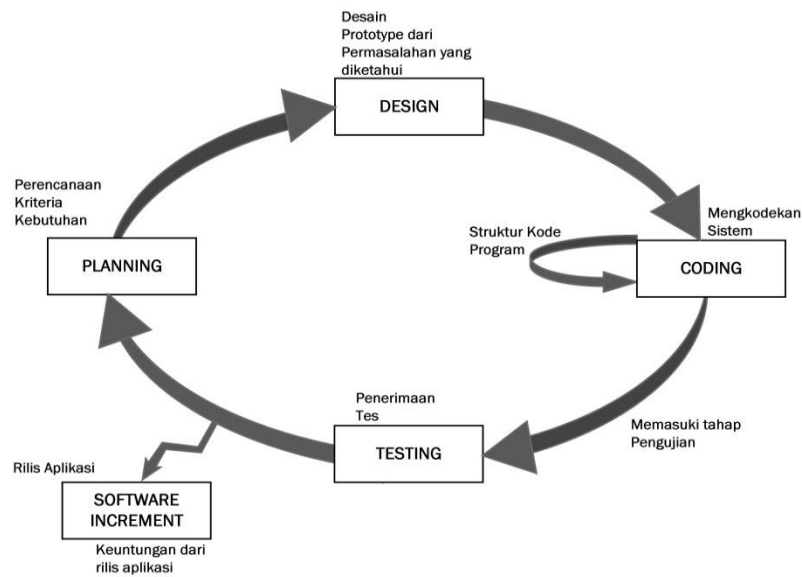 Desain
Prototype dari
Permasalahan yang
diketahui
DESIGN
Perencanaan
Kriteria
Kebutuhan
PLANNING
Struktur Kode
Program
Mengkodekan
Sistem
CODING
Penerimaan
Tes
TESTING
Memasuki tahap
Pengujian
Rilis Aplikasi
SOFTWARE
INCREMENT
Keuntungan dari
rilis aplikasi